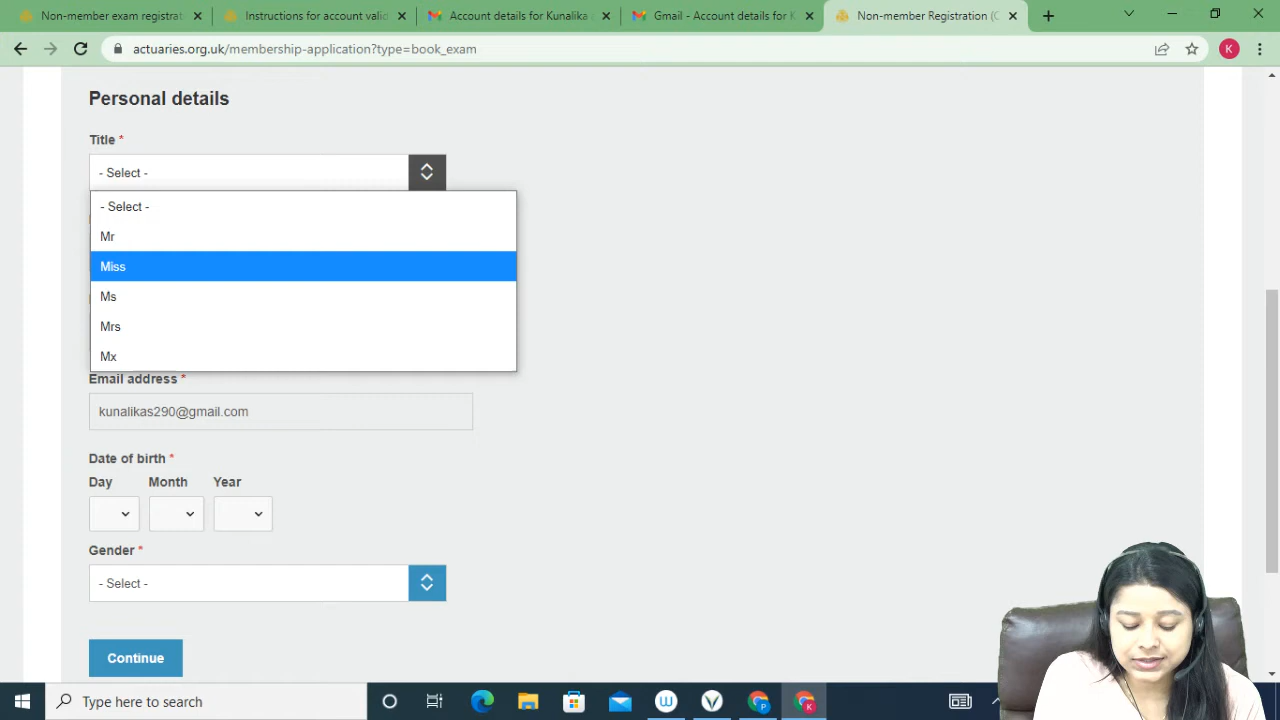 Non-member exam registrat
Instructions for account valid
Account details for Kunalika
Gmail - Account details for K
Non-member Registration (C
actuaries.org.uk/membership-application?type=book_exam
K
Personal details
Title *
- Select -
- Select -
Mr
Miss
Ms
Mrs
Mx
Email address *
kunalikas290@gmail.com
Date of birth *
Day Month Year
Gender *
- Select -
Continue
Type here to search